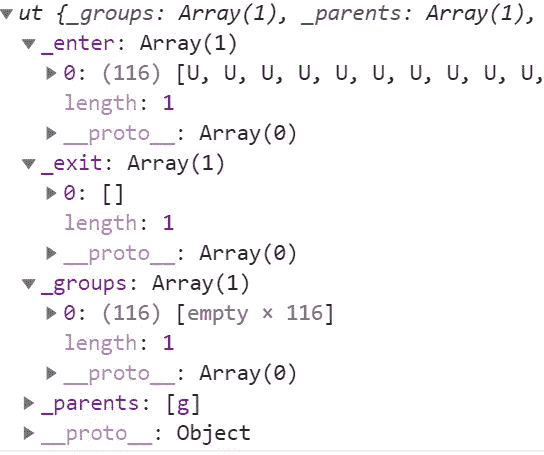 ▼ut {_groups: Array(1), _parents: Array(1),
▼_enter: Array(1)
▶0: (116) [U, U, U, U, U, U, U, U, U, U,
length: 1
▶__proto__: Array(0)
▼_exit: Array(1)
▶0: []
length: 1
▶__proto__: Array(0)
▼_groups: Array(1)
▶0: (116) [empty × 116]
length: 1
▶__proto__: Array(0)
▶_parents: [g]
▶__proto__: Object